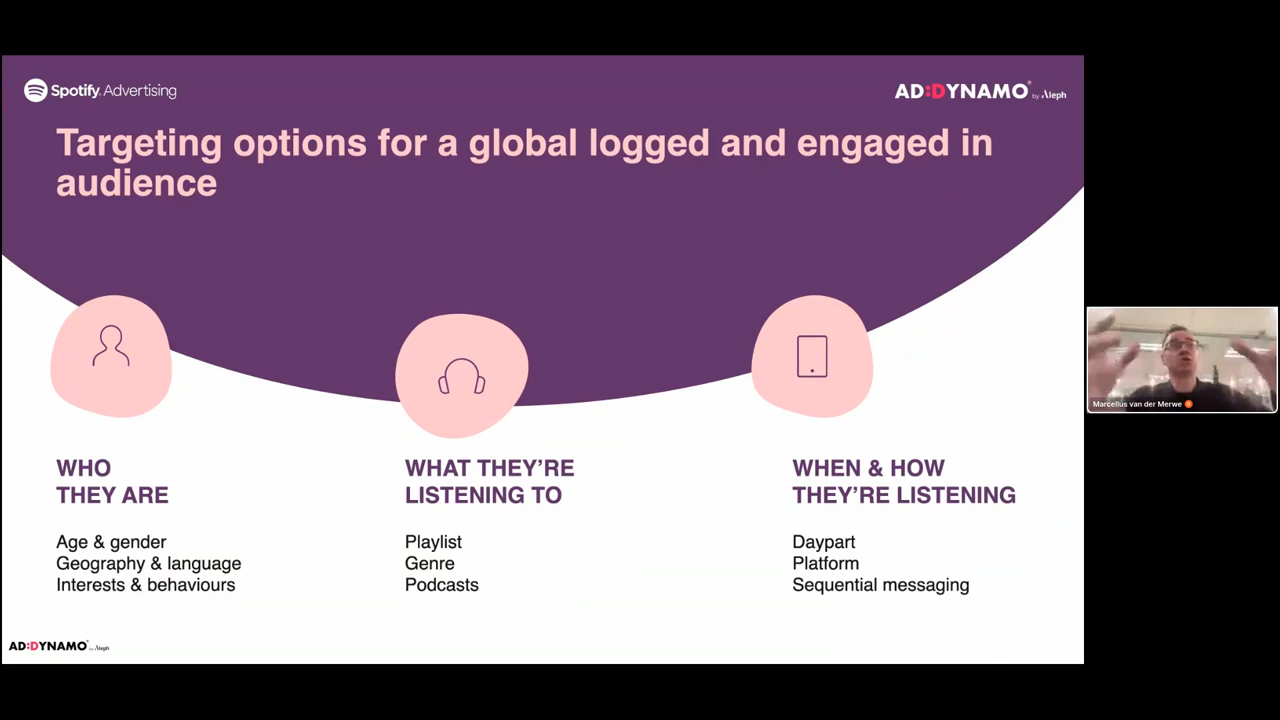 Spotify Advertising
AD:DYNAMO by Aleph
Targeting options for a global logged and engaged in
audience
WHO
THEY ARE
Age & gender
Geography & language
Interests & behaviours
WHAT THEY'RE
LISTENING TO
Playlist
Genre
Podcasts
WHEN & HOW
THEY'RE LISTENING
Daypart
Platform
Sequential messaging
Marcellus van der Merwe
AD:DYNAMO by Aleph